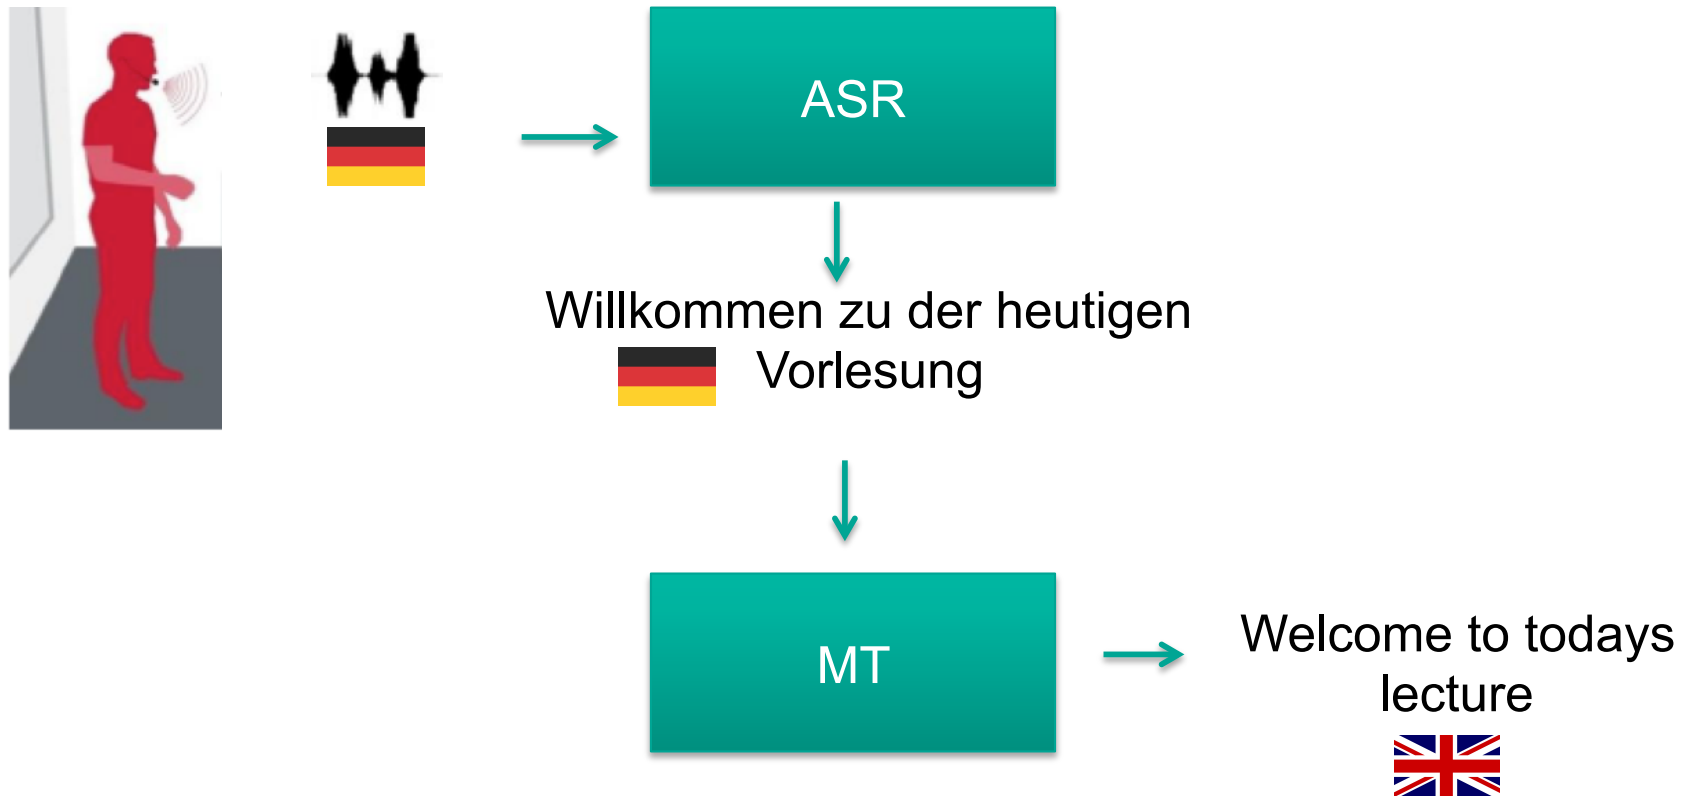 ASR
Willkommen zu der heutigen
Vorlesung
MT
Welcome to todays
lecture